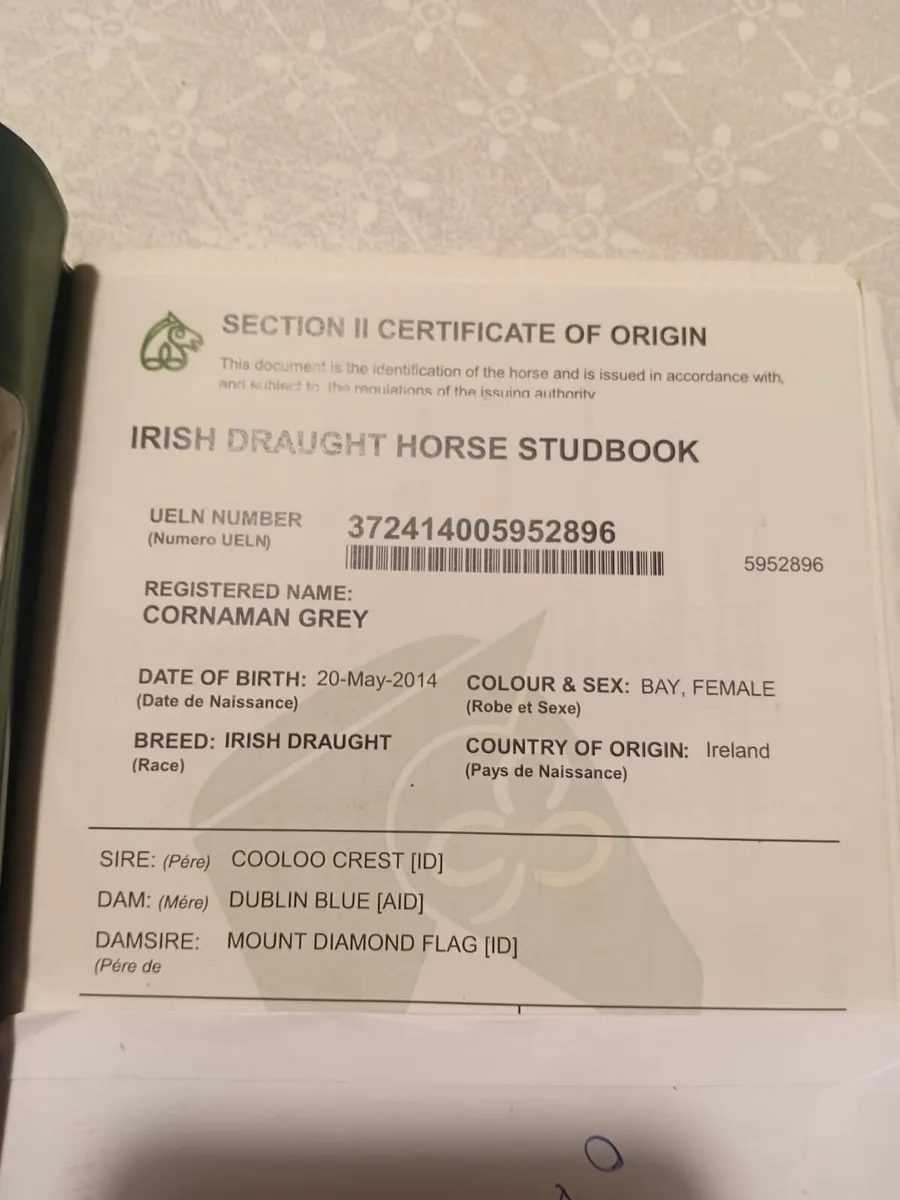 SECTION II CERTIFICATE OF ORIGIN
This document is the identification of the horse and is issued in accordance with,
and subject to the regulations of the issuing authority
IRISH DRAUGHT HORSE STUDBOOK
UELN NUMBER 372414005952896
(Numero UELN) 5952896
REGISTERED NAME:
CORNAMAN GREY
DATE OF BIRTH: 20-May-2014 COLOUR & SEX: BAY, FEMALE
(Date de Naissance) (Robe et Sexe)
BREED: IRISH DRAUGHT COUNTRY OF ORIGIN: Ireland
(Race) (Pays de Naissance)
SIRE: (Pére) COOLOO CREST [ID]
DAM: (Mére) DUBLIN BLUE [AID]
DAMSIRE: MOUNT DIAMOND FLAG [ID]
(Pére de